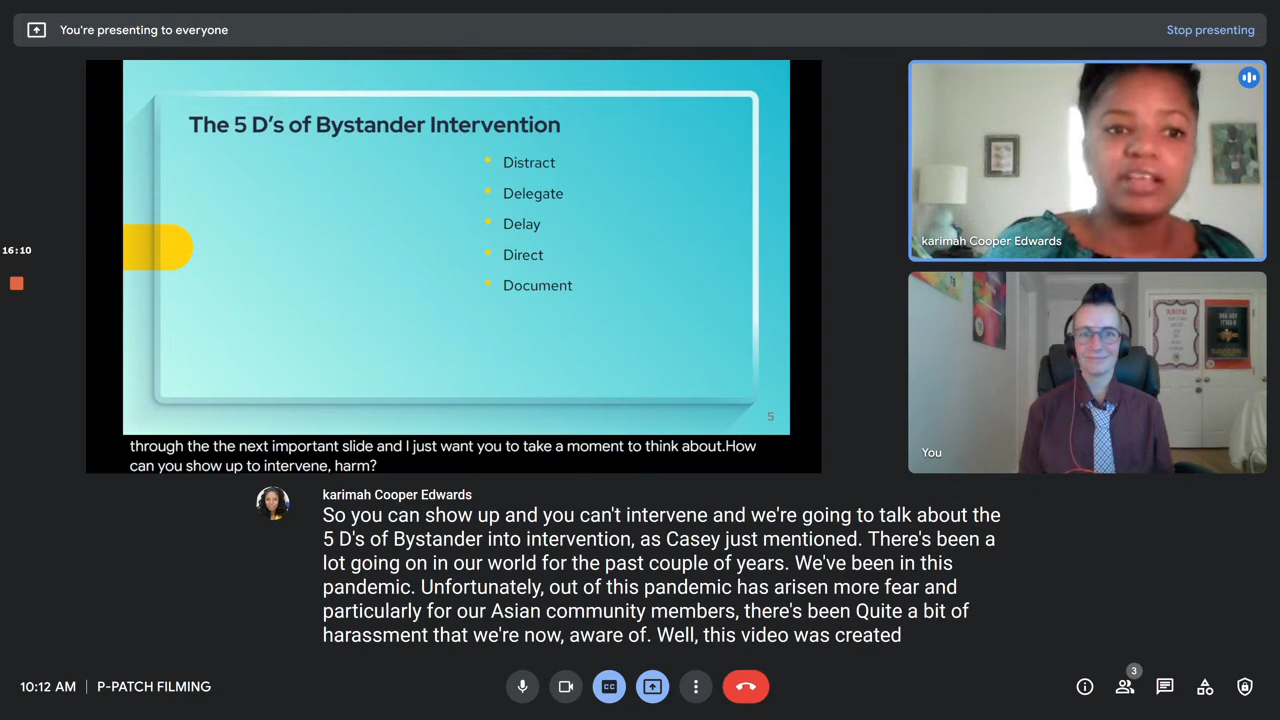 You're presenting to everyone
Stop presenting
The 5 D's of Bystander Intervention
Distract
Delegate
Delay
Direct
Document
5
16:10
through the the next important slide and I just want you to take a moment to think about.How
can you show up to intervene, harm?
karimah Cooper Edwards
You
karimah Cooper Edwards
So you can show up and you can't intervene and we're going to talk about the
5 D's of Bystander into intervention, as Casey just mentioned. There's been a
lot going on in our world for the past couple of years. We've been in this
pandemic. Unfortunately, out of this pandemic has arisen more fear and
particularly for our Asian community members, there's been Quite a bit of
harassment that we're now, aware of. Well, this video was created
10:12 AM | P-PATCH FILMING
CC
3